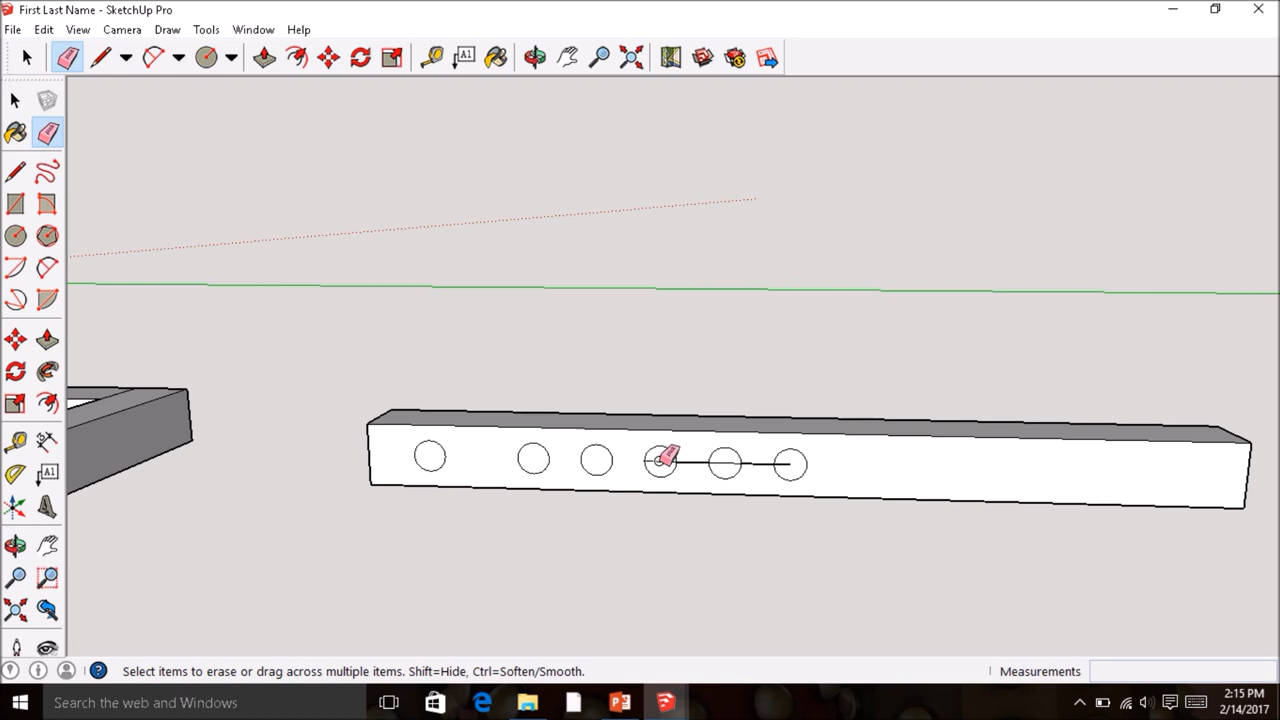 First Last Name - SketchUp Pro
File Edit View Camera Draw Tools Window Help
A1
A1
Select items to erase or drag across multiple items. Shift=Hide, Ctrl=Soften/Smooth.
Measurements
Search the web and Windows
2:15 PM
2/14/2017